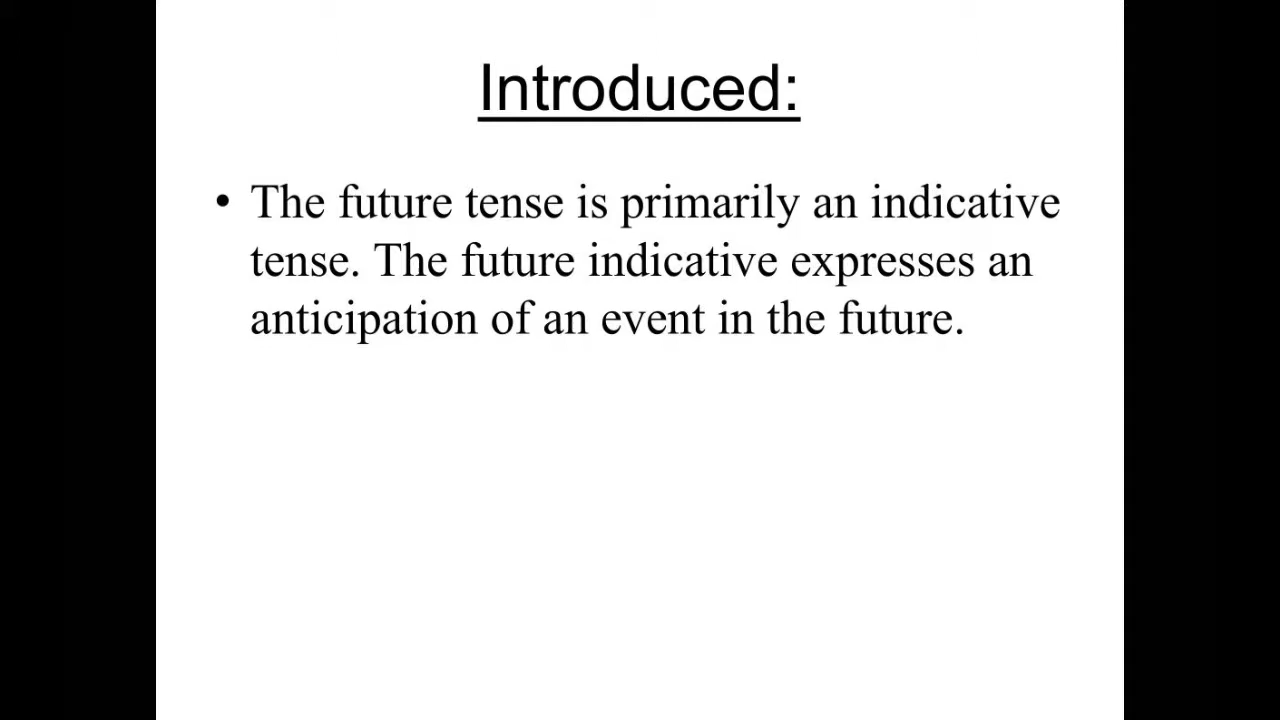 Introduced:
• The future tense is primarily an indicative
tense. The future indicative expresses an
anticipation of an event in the future.